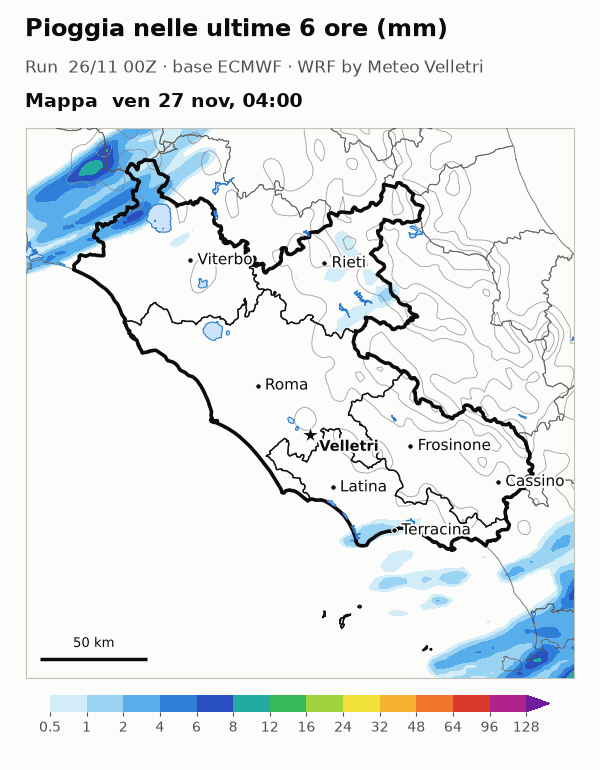 Pioggia nelle ultime 6 ore (mm)
Run 26/11 00Z · base ECMWF · WRF by Meteo Velletri
Mappa ven 27 nov, 04:00
Viterbo
Rieti
Roma
Velletri
Frosinone
Latina
Cassino
Terracina
50 km
0.5 1 2 4 6 8 12 16 24 32 48 64 96 128